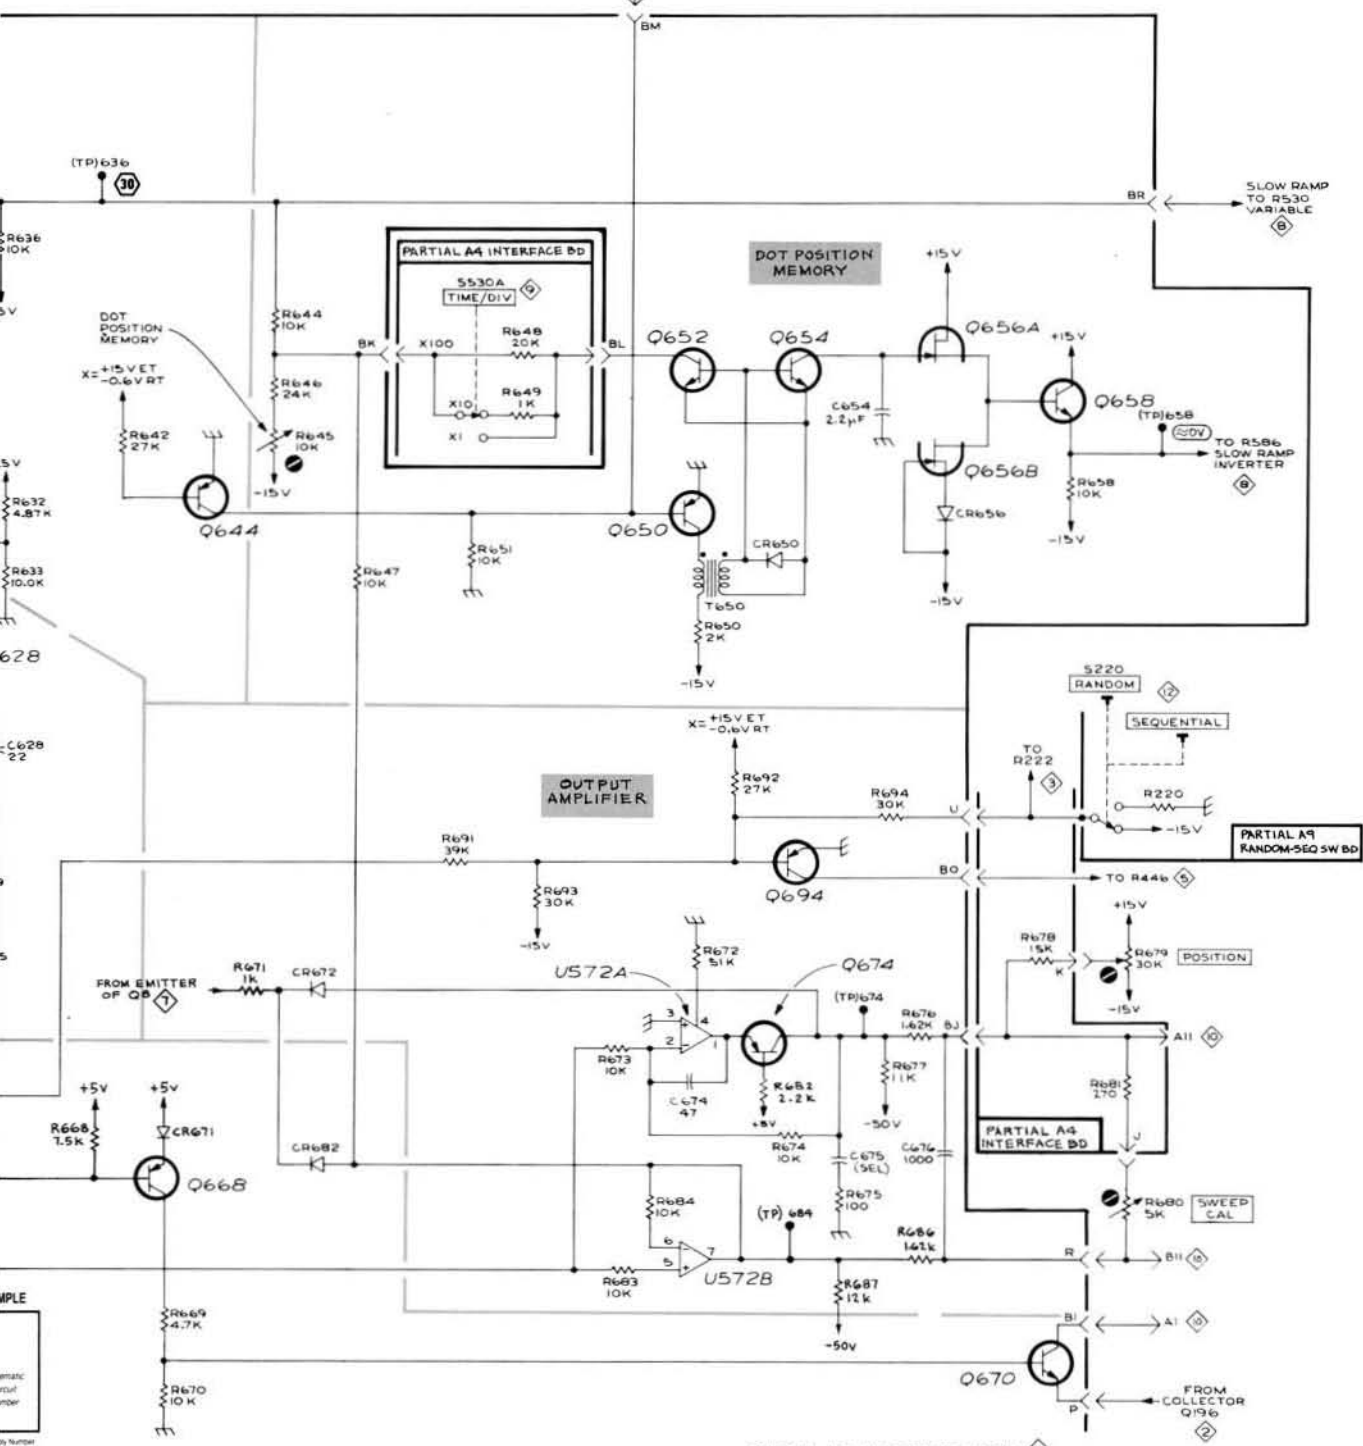 BM
(TP)636
30
BR
SLOW RAMP
TO R530
VARIABLE
8
R636
10K
PARTIAL A4 INTERFACE BD
S530A
9
TIME/DIV
DOT POSITION
MEMORY
+15V
DOT
POSITION
MEMORY
R644
10K
BK
X100
R648
20K
BL
Q652
Q654
Q656A
+15V
X= +15V ET
-0.6V RT
R646
24K
R649
1K
X10
X1
C654
2.2µF
Q658
(TP)658
≈0V
TO R586
SLOW RAMP
INVERTER
8
R642
27K
R645
10K
-15V
Q656B
R658
10K
-15V
R632
4.87K
Q644
Q650
CR656
R651
10K
CR650
R633
10.0K
R647
10K
T650
-15V
R650
2K
-15V
628
S220
RANDOM
12
SEQUENTIAL
X= +15V ET
-0.6V RT
C628
22
OUTPUT
AMPLIFIER
R692
27K
R694
30K
U
TO
R222
3
R220
-15V
PARTIAL A9
RANDOM-SEQ SW BD
R691
39K
R693
30K
-15V
Q694
BO
TO R446
5
+15V
R678
15K
K
R679
30K
POSITION
-15V
FROM EMITTER
OF Q8
7
R671
1K
CR672
U572A
R672
51K
Q674
(TP)674
R676
1.62K
BJ
A11
10
3
4
2
1
R673
10K
C674
47
R682
2.2K
+5V
R677
11K
-50V
R681
270
+5V
+5V
R668
7.5K
CR671
CR682
R674
10K
C675
(SEL)
C676
1000
PARTIAL A4
INTERFACE BD
J
Q668
R684
10K
R675
100
(TP) 684
R680
5K
SWEEP
CAL
R686
1.62K
6
5
7
R683
10K
U572B
R687
12K
-50V
R
B11
10
MPLE
R669
4.7K
BI
A1
10
Q670
R670
10K
P
FROM
COLLECTOR
Q196
2